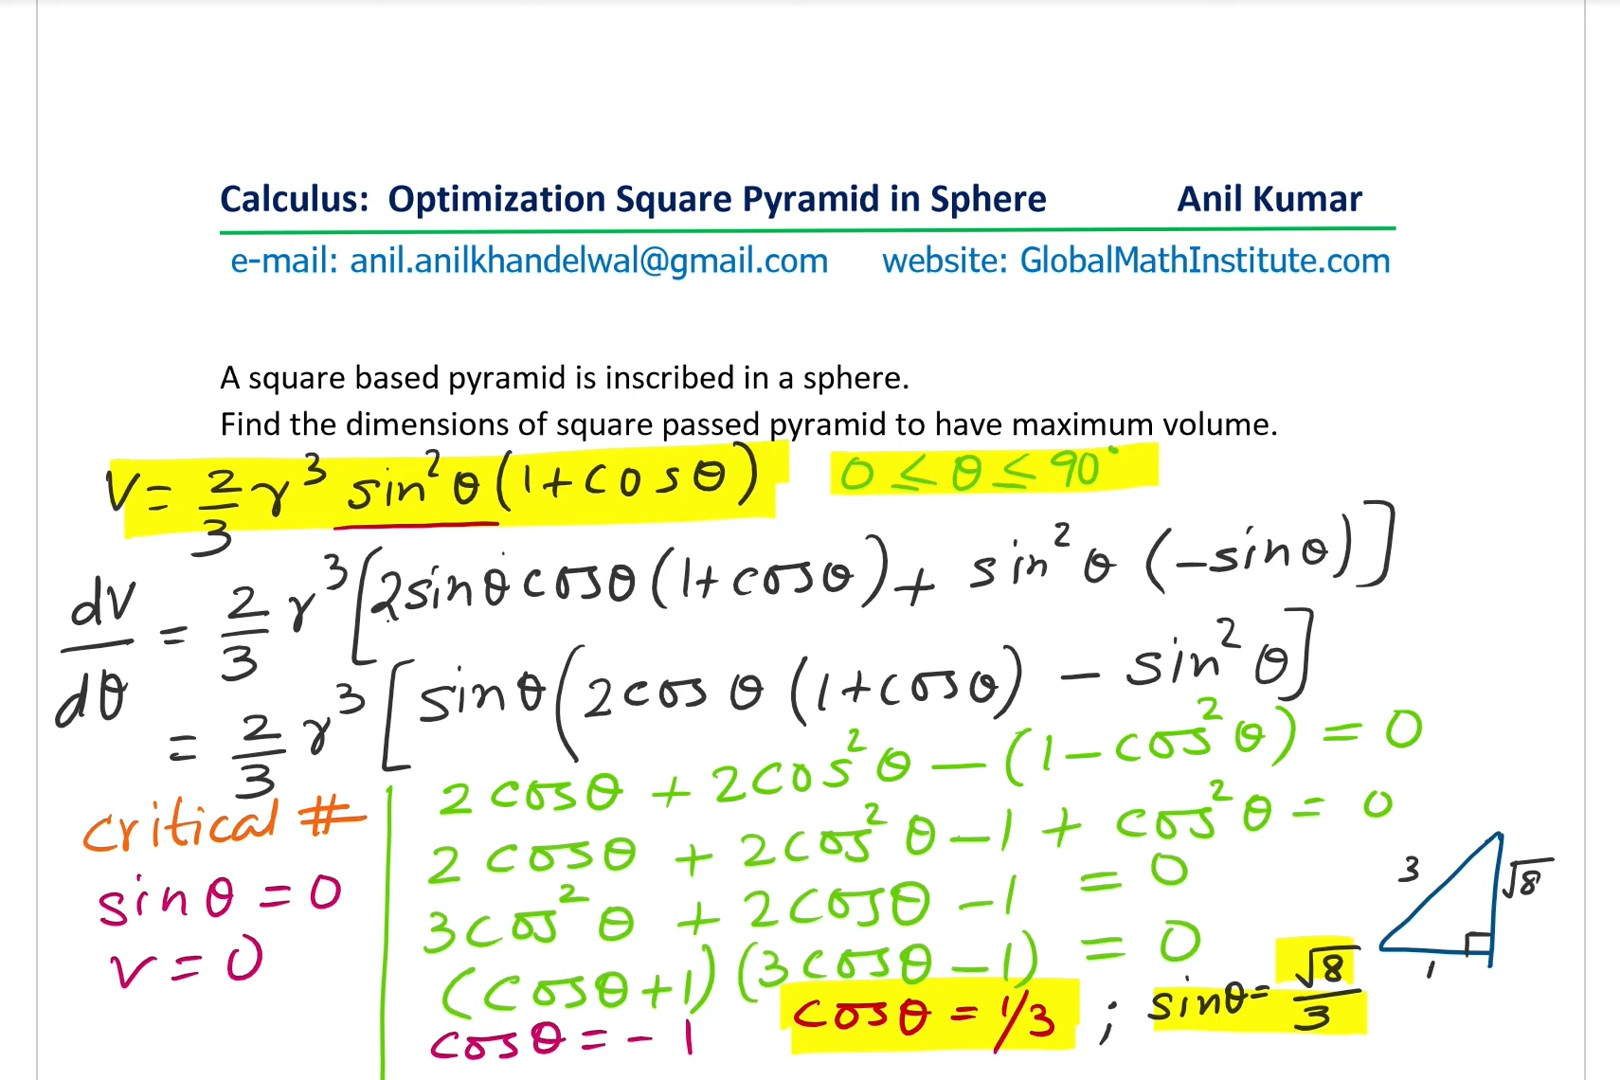 Calculus: Optimization Square Pyramid in Sphere Anil Kumar
e-mail: anil.anilkhandelwal@gmail.com website: GlobalMathInstitute.com
A square based pyramid is inscribed in a sphere.
Find the dimensions of square passed pyramid to have maximum volume.
V = 2/3 r³ sin²θ (1+cosθ) 0 ≤ θ ≤ 90°
dV/dθ = 2/3 r³ [2sinθcosθ(1+cosθ) + sin²θ (-sinθ)]
= 2/3 r³ [sinθ(2cosθ(1+cosθ) - sin²θ]
2cosθ + 2cos²θ - (1-cos²θ) = 0
critical #
2cosθ + 2cos²θ - 1 + cos²θ = 0
sinθ = 0
3cos²θ + 2cosθ - 1 = 0
v = 0
(cosθ+1)(3cosθ-1) = 0
cosθ = -1 cosθ = 1/3 ; sinθ = √8/3
3 √8
1